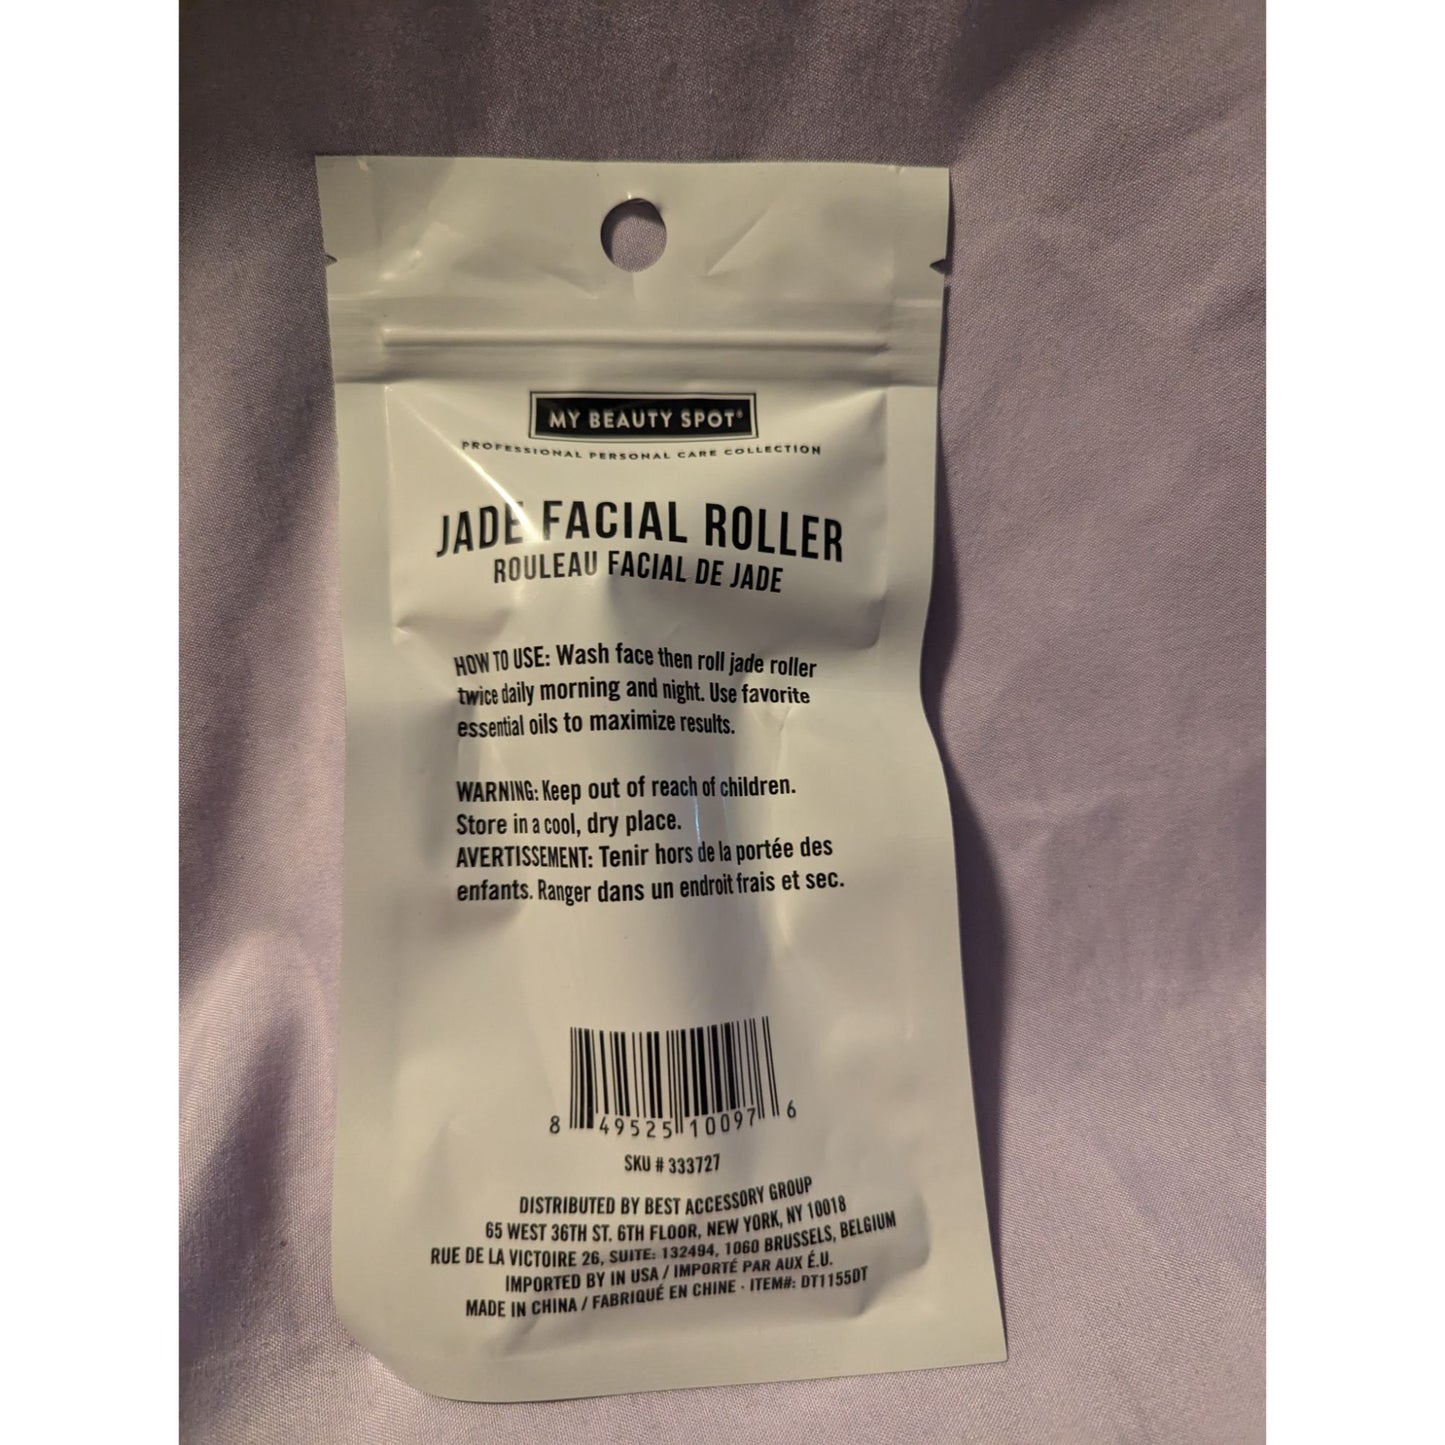 MY BEAUTY SPOT®
PROFESSIONAL PERSONAL CARE COLLECTION
JADE FACIAL ROLLER
ROULEAU FACIAL DE JADE
HOW TO USE: Wash face then roll jade roller
twice daily morning and night. Use favorite
essential oils to maximize results.
WARNING: Keep out of reach of children.
Store in a cool, dry place.
AVERTISSEMENT: Tenir hors de la portée des
enfants. Ranger dans un endroit frais et sec.
8 49525 10097 6
SKU # 333727
DISTRIBUTED BY BEST ACCESSORY GROUP
65 WEST 36TH ST. 6TH FLOOR, NEW YORK, NY 10018
RUE DE LA VICTOIRE 26, SUITE: 132494, 1060 BRUSSELS, BELGIUM
IMPORTED BY IN USA / IMPORTÉ PAR AUX É.U.
MADE IN CHINA / FABRIQUÉ EN CHINE · ITEM#: DT1155DT